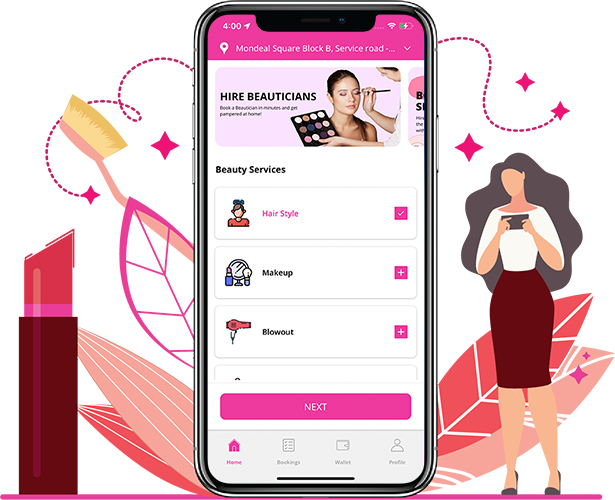 4:00
Mondeal Square Block B, Service road -...
HIRE BEAUTICIANS
Book a Beautician in minutes and get
pampered at home!
Beauty Services
Hair Style
Makeup
Blowout
NEXT
Home
Bookings
Wallet
Profile